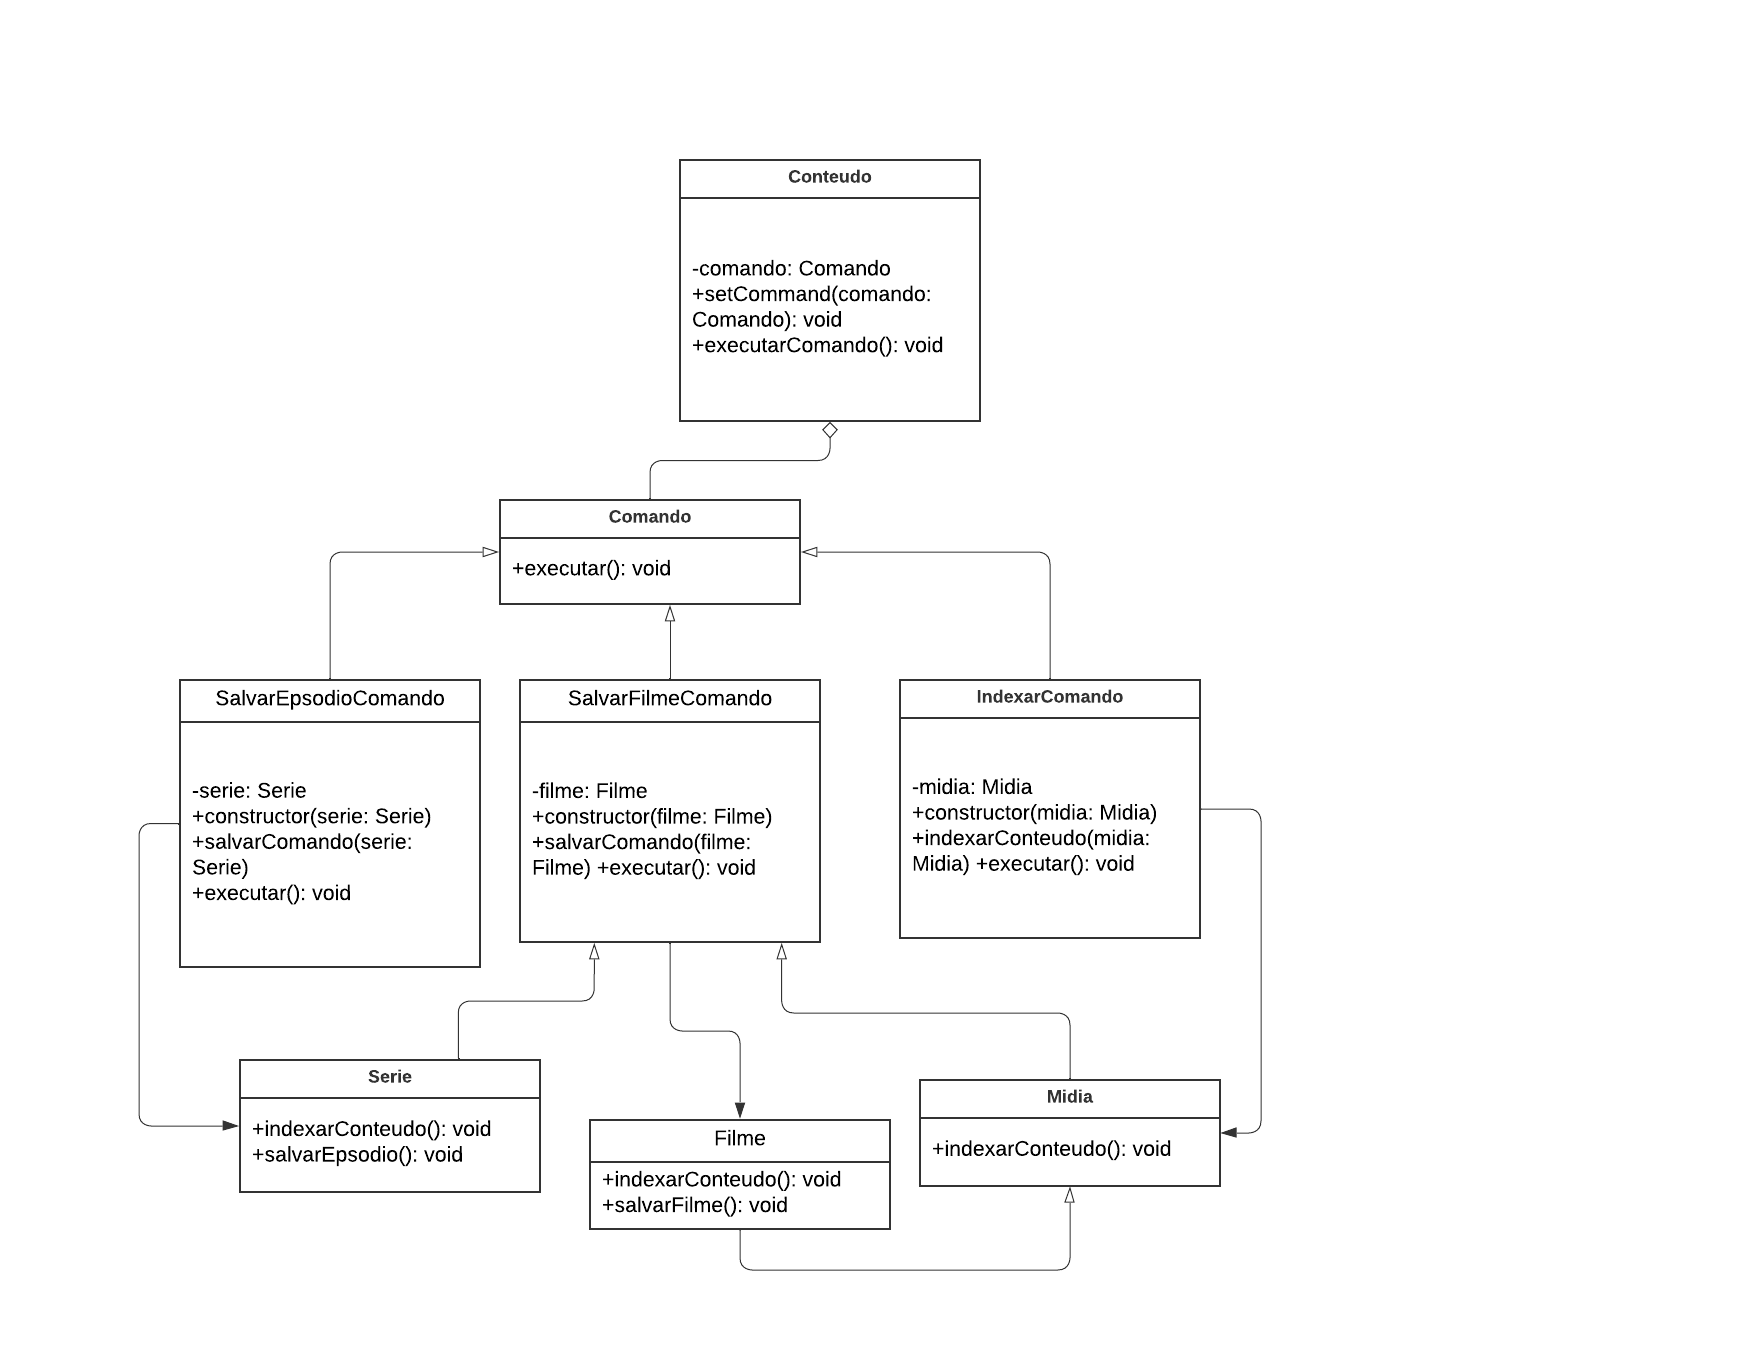 Conteudo
-comando: Comando
+setCommand(comando:
Comando): void
+executarComando(): void
Comando
+executar(): void
SalvarEpsodioComando
-serie: Serie
+constructor(serie: Serie)
+salvarComando(serie:
Serie)
+executar(): void
SalvarFilmeComando
-filme: Filme
+constructor(filme: Filme)
+salvarComando(filme:
Filme) +executar(): void
IndexarComando
-midia: Midia
+constructor(midia: Midia)
+indexarConteudo(midia:
Midia) +executar(): void
Serie
+indexarConteudo(): void
+salvarEpsodio(): void
Filme
+indexarConteudo(): void
+salvarFilme(): void
Midia
+indexarConteudo(): void